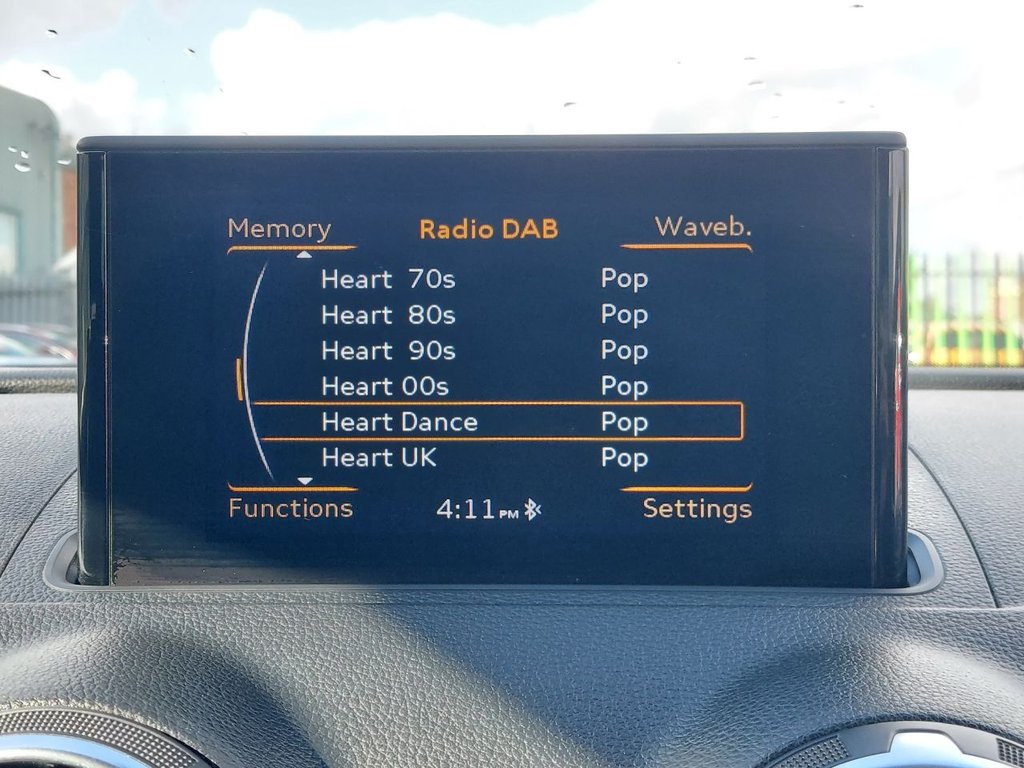 Memory Radio DAB Waveb.
Heart 70s Pop
Heart 80s Pop
Heart 90s Pop
Heart 00s Pop
Heart Dance Pop
Heart UK Pop
Functions 4:11 PM Settings